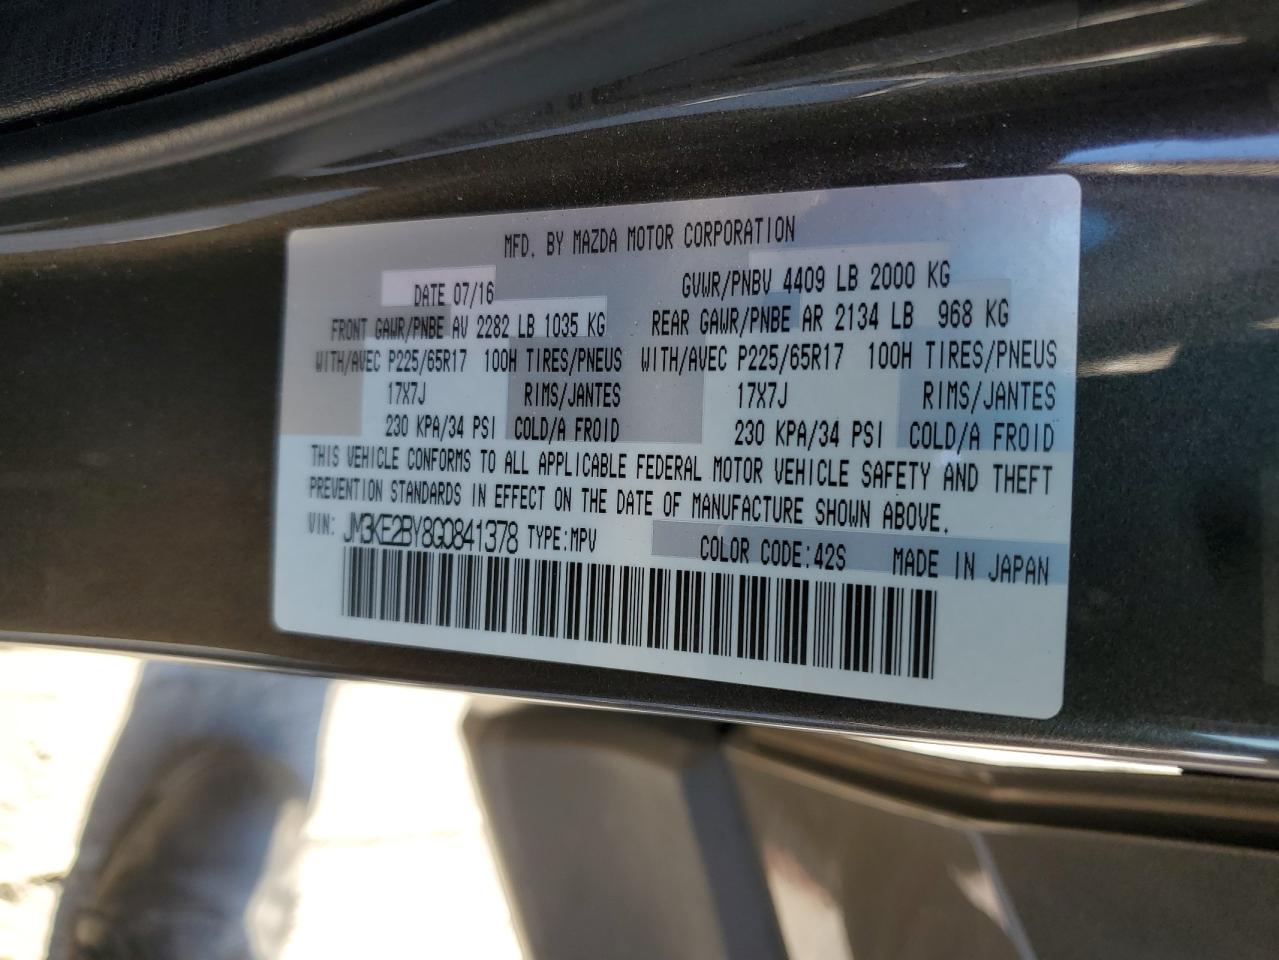 MFD. BY MAZDA MOTOR CORPORATION
DATE 07/16 GVWR/PNBV 4409 LB 2000 KG
FRONT GAWR/PNBE AV 2282 LB 1035 KG REAR GAWR/PNBE AR 2134 LB 968 KG
WITH/AVEC P225/65R17 100H TIRES/PNEUS WITH/AVEC P225/65R17 100H TIRES/PNEUS
17X7J RIMS/JANTES 17X7J RIMS/JANTES
230 KPA/34 PSI COLD/A FROID 230 KPA/34 PSI COLD/A FROID
THIS VEHICLE CONFORMS TO ALL APPLICABLE FEDERAL MOTOR VEHICLE SAFETY AND THEFT
PREVENTION STANDARDS IN EFFECT ON THE DATE OF MANUFACTURE SHOWN ABOVE.
VIN: JM3KE2BY8G0841378 TYPE:MPV COLOR CODE:42S MADE IN JAPAN